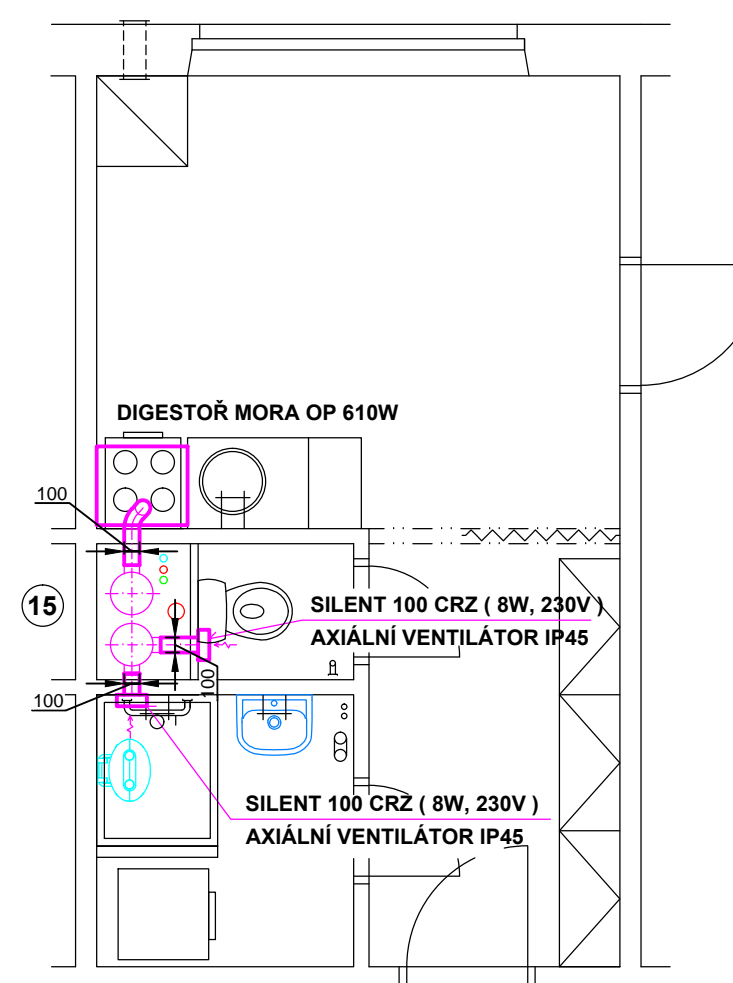 DIGESTOŘ MORA OP 610W
100
15
SILENT 100 CRZ ( 8W, 230V )
AXIÁLNÍ VENTILÁTOR IP45
100
100
SILENT 100 CRZ ( 8W, 230V )
AXIÁLNÍ VENTILÁTOR IP45